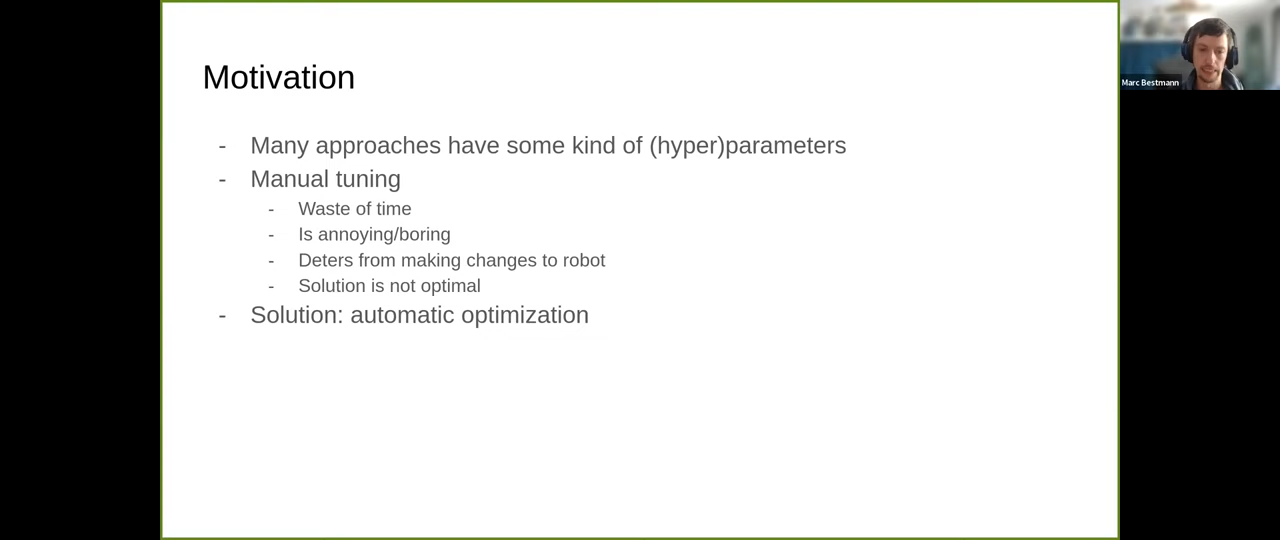 Motivation
- Many approaches have some kind of (hyper)parameters
- Manual tuning
- Waste of time
- Is annoying/boring
- Deters from making changes to robot
- Solution is not optimal
- Solution: automatic optimization
Marc Bestmann